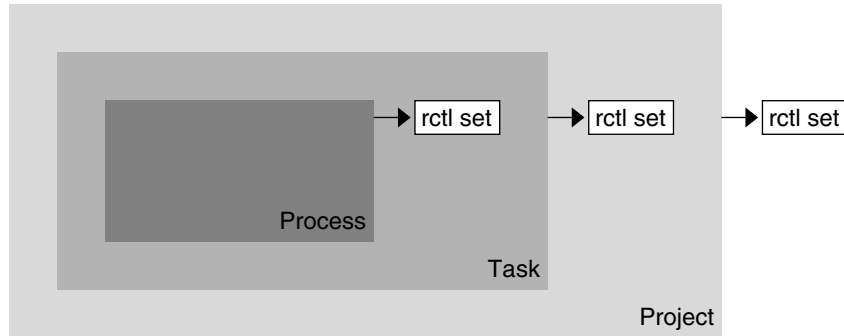 rctl set
rctl set
rctl set
Process
Task
Project